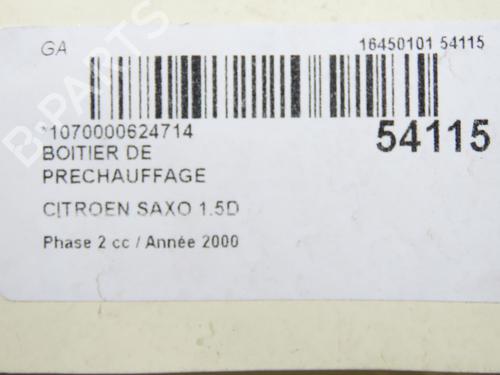 GA
16450101 54115
*1070000624714
54115
BOITIER DE
PRECHAUFFAGE
CITROEN SAXO 1.5D
Phase 2 cc / Année 2000
B-PARTS